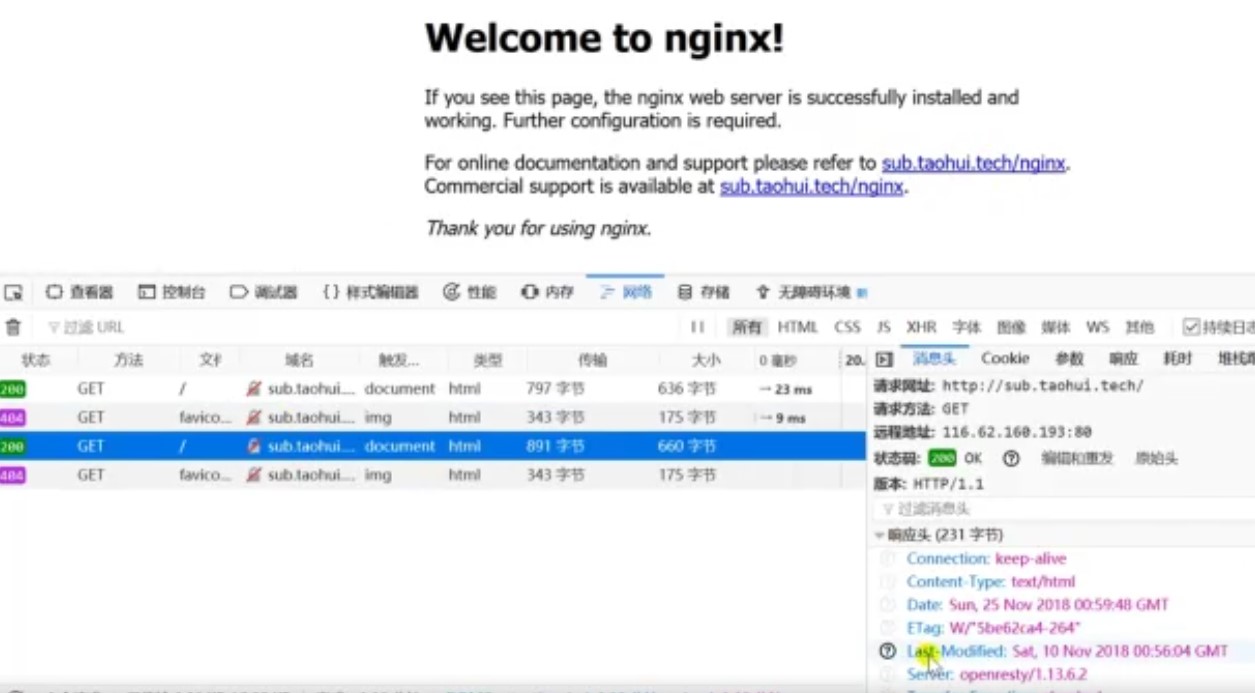 Welcome to nginx!
If you see this page, the nginx web server is successfully installed and
working. Further configuration is required.
For online documentation and support please refer to sub.taohui.tech/nginx.
Commercial support is available at sub.taohui.tech/nginx.
Thank you for using nginx.
查看器 控制台 调试器 {} 样式编辑器 性能 内存 网络 存储 无障碍环境
过滤 URL 所有 HTML CSS JS XHR 字体 图像 媒体 WS 其他 持续日志
状态 方法 域名 触发... 类型 传输 大小 0 毫秒 20. 消息头 Cookie 参数 响应 耗时
200 GET / sub.taohui.... document html 797 字节 636 字节 → 23 ms
404 GET favico... sub.taohui.... img html 343 字节 175 字节 → 9 ms
200 GET / sub.taohui.... document html 891 字节 660 字节
404 GET favico... sub.taohui.... img html 343 字节 175 字节
请求网址: http://sub.taohui.tech/
请求方法: GET
远程地址: 116.62.160.193:80
状态码: 200 OK 编辑和重发 原始头
版本: HTTP/1.1
过滤消息头
响应头 (231 字节)
Connection: keep-alive
Content-Type: text/html
Date: Sun, 25 Nov 2018 00:59:48 GMT
ETag: W/"5be62ca4-264"
Last-Modified: Sat, 10 Nov 2018 00:56:04 GMT
Server: openresty/1.13.6.2